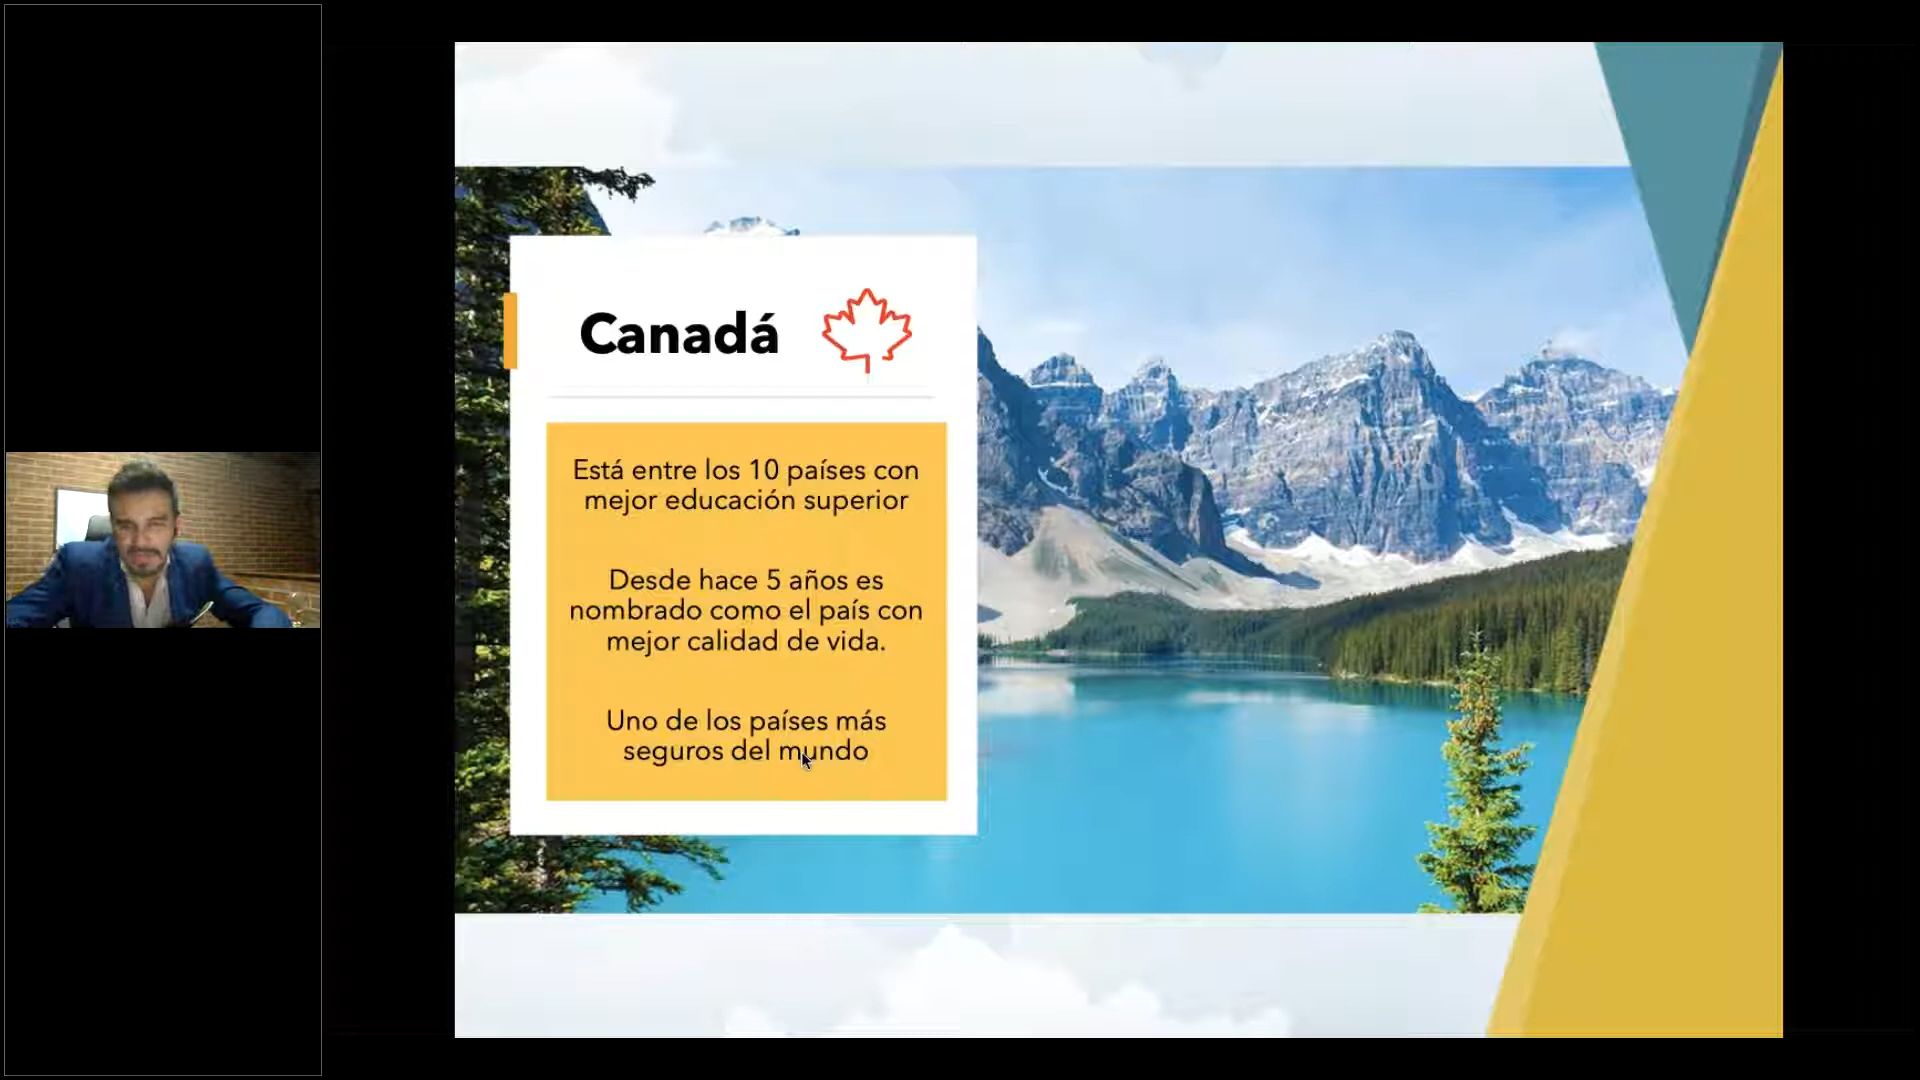 Canadá
Está entre los 10 países con
mejor educación superior
Desde hace 5 años es
nombrado como el país con
mejor calidad de vida.
Uno de los países más
seguros del mundo